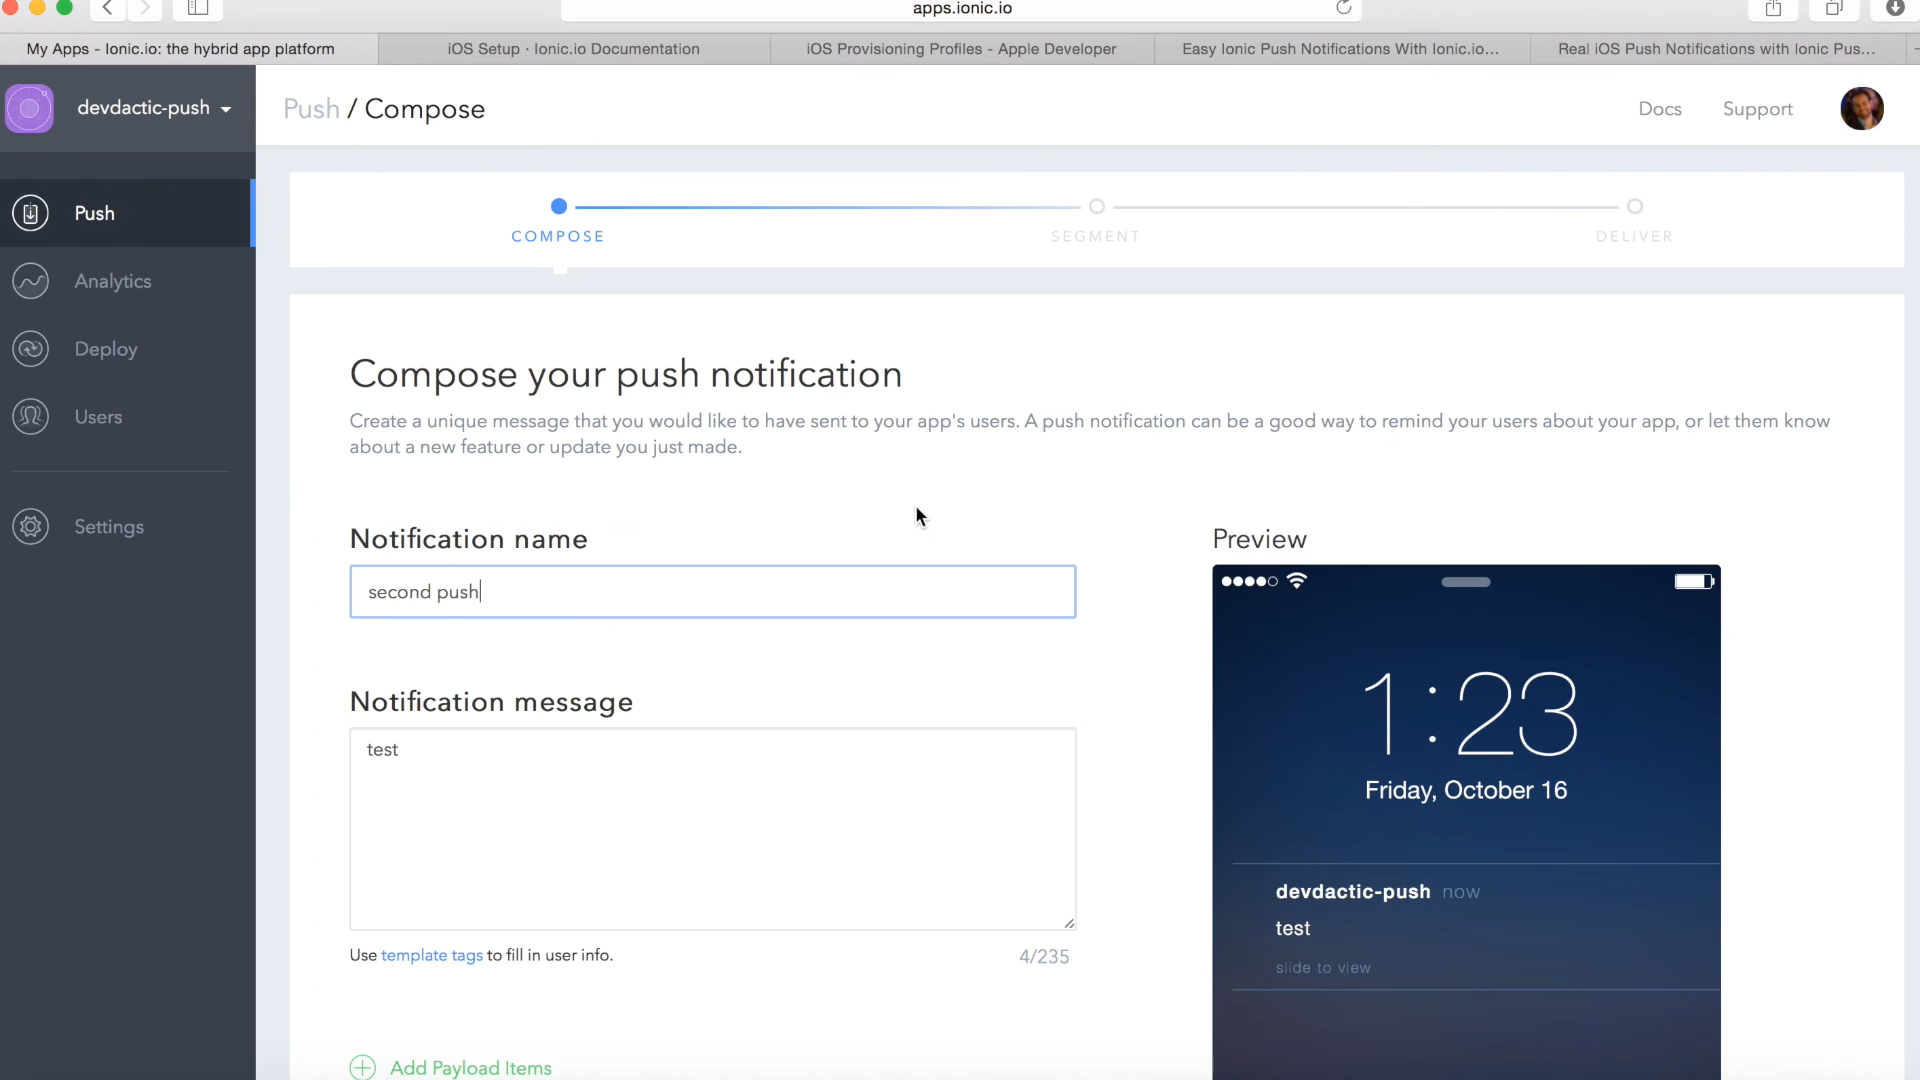 apps.ionic.io
My Apps - Ionic.io: the hybrid app platform
iOS Setup · Ionic.io Documentation
iOS Provisioning Profiles - Apple Developer
Easy Ionic Push Notifications With Ionic.io...
Real iOS Push Notifications with Ionic Pus...
devdactic-push
Push / Compose
Docs
Support
Push
Analytics
Deploy
Users
Settings
COMPOSE
SEGMENT
DELIVER
Compose your push notification
Create a unique message that you would like to have sent to your app's users. A push notification can be a good way to remind your users about your app, or let them know
about a new feature or update you just made.
Notification name
second push
Notification message
test
Use template tags to fill in user info.
4/235
Add Payload Items
Preview
1:23
Friday, October 16
devdactic-push now
test
slide to view